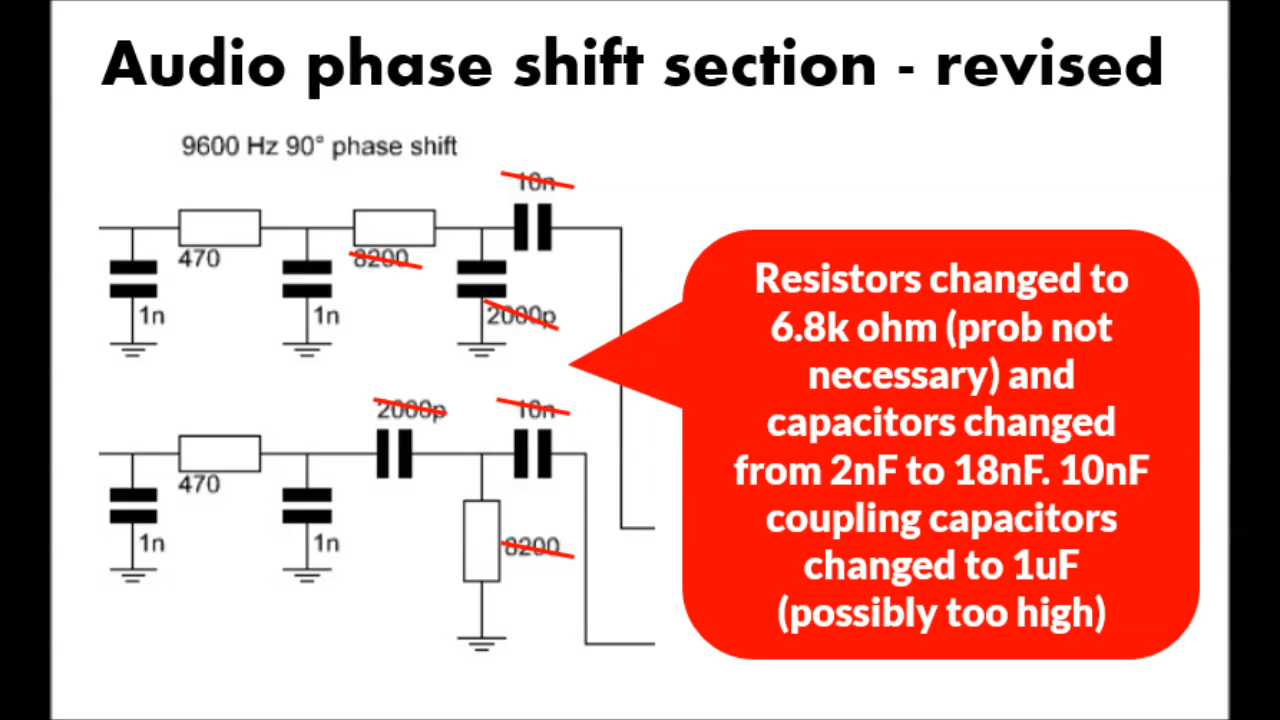 Audio phase shift section - revised
9600 Hz 90° phase shift
10n
470
8200
1n
1n
2000p
2000p
10n
470
1n
1n
8200
Resistors changed to
6.8k ohm (prob not
necessary) and
capacitors changed
from 2nF to 18nF. 10nF
coupling capacitors
changed to 1uF
(possibly too high)